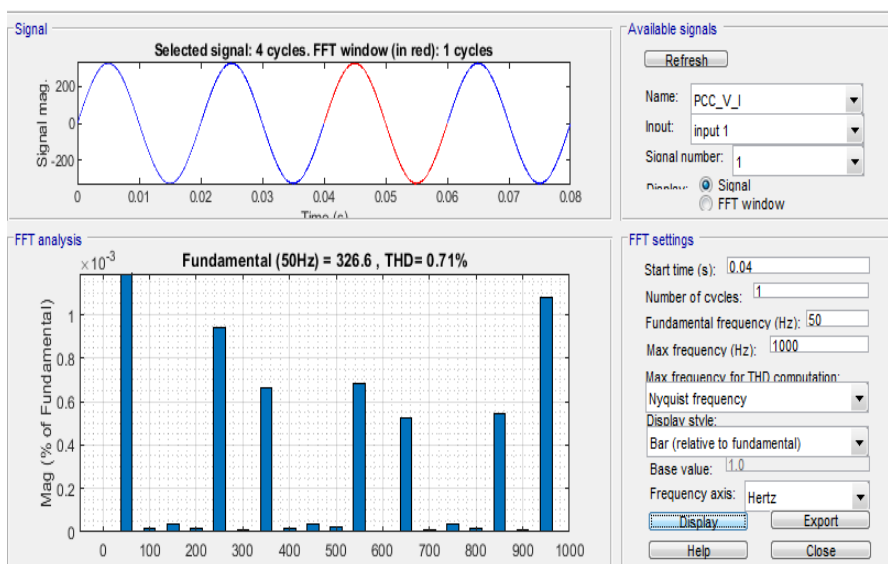 Signal
Selected signal: 4 cycles. FFT window (in red): 1 cycles
Signal mag.
200
0
-200
0 0.01 0.02 0.03 0.04 0.05 0.06 0.07 0.08
Time (s)
Available signals
Refresh
Name: PCC_V_I
Input: input 1
Signal number: 1
Display: Signal
FFT window
FFT analysis
×10^-3
Fundamental (50Hz) = 326.6 , THD= 0.71%
Mag (% of Fundamental)
1
0.8
0.6
0.4
0.2
0
0 100 200 300 400 500 600 700 800 900 1000
FFT settings
Start time (s): 0.04
Number of cycles: 1
Fundamental frequency (Hz): 50
Max frequency (Hz): 1000
Max frequency for THD computation:
Nyquist frequency
Display style:
Bar (relative to fundamental)
Base value: 1.0
Frequency axis: Hertz
Display Export
Help Close